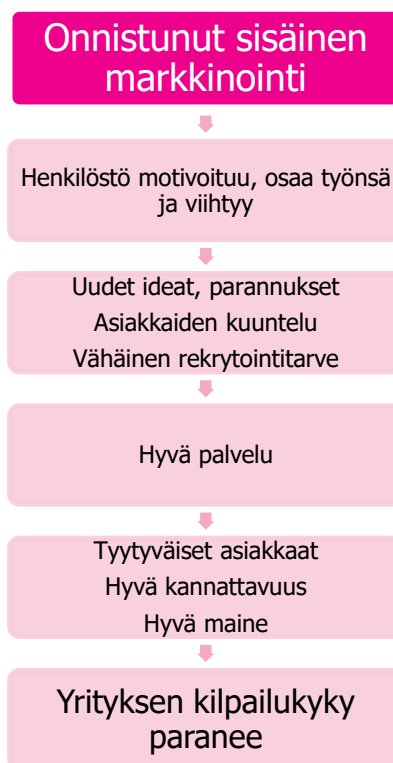 Onnistunut sisäinen
markkinointi
Henkilöstö motivoituu, osaa työnsä
ja viihtyy
Uudet ideat, parannukset
Asiakkaiden kuuntelu
Vähäinen rekrytointitarve
Hyvä palvelu
Tyytyväiset asiakkaat
Hyvä kannattavuus
Hyvä maine
Yrityksen kilpailukyky
paranee